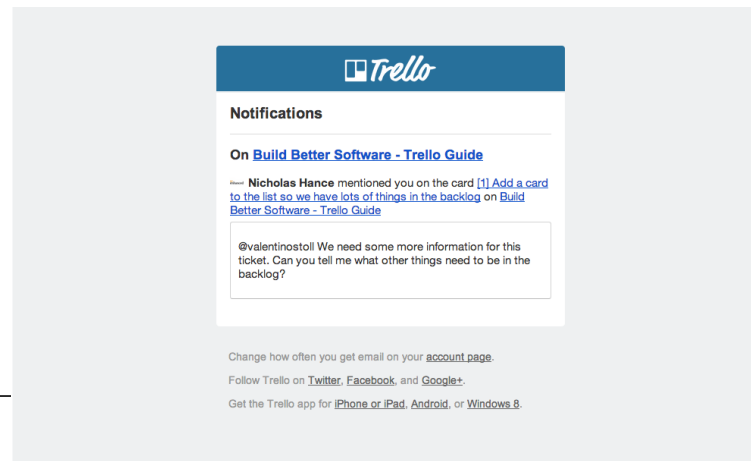 Trello
Notifications
On Build Better Software - Trello Guide
Nicholas Hance mentioned you on the card [1] Add a card
to the list so we have lots of things in the backlog on Build
Better Software - Trello Guide
@valentinostoll We need some more information for this
ticket. Can you tell me what other things need to be in the
backlog?
Change how often you get email on your account page.
Follow Trello on Twitter, Facebook, and Google+.
Get the Trello app for iPhone or iPad, Android, or Windows 8.